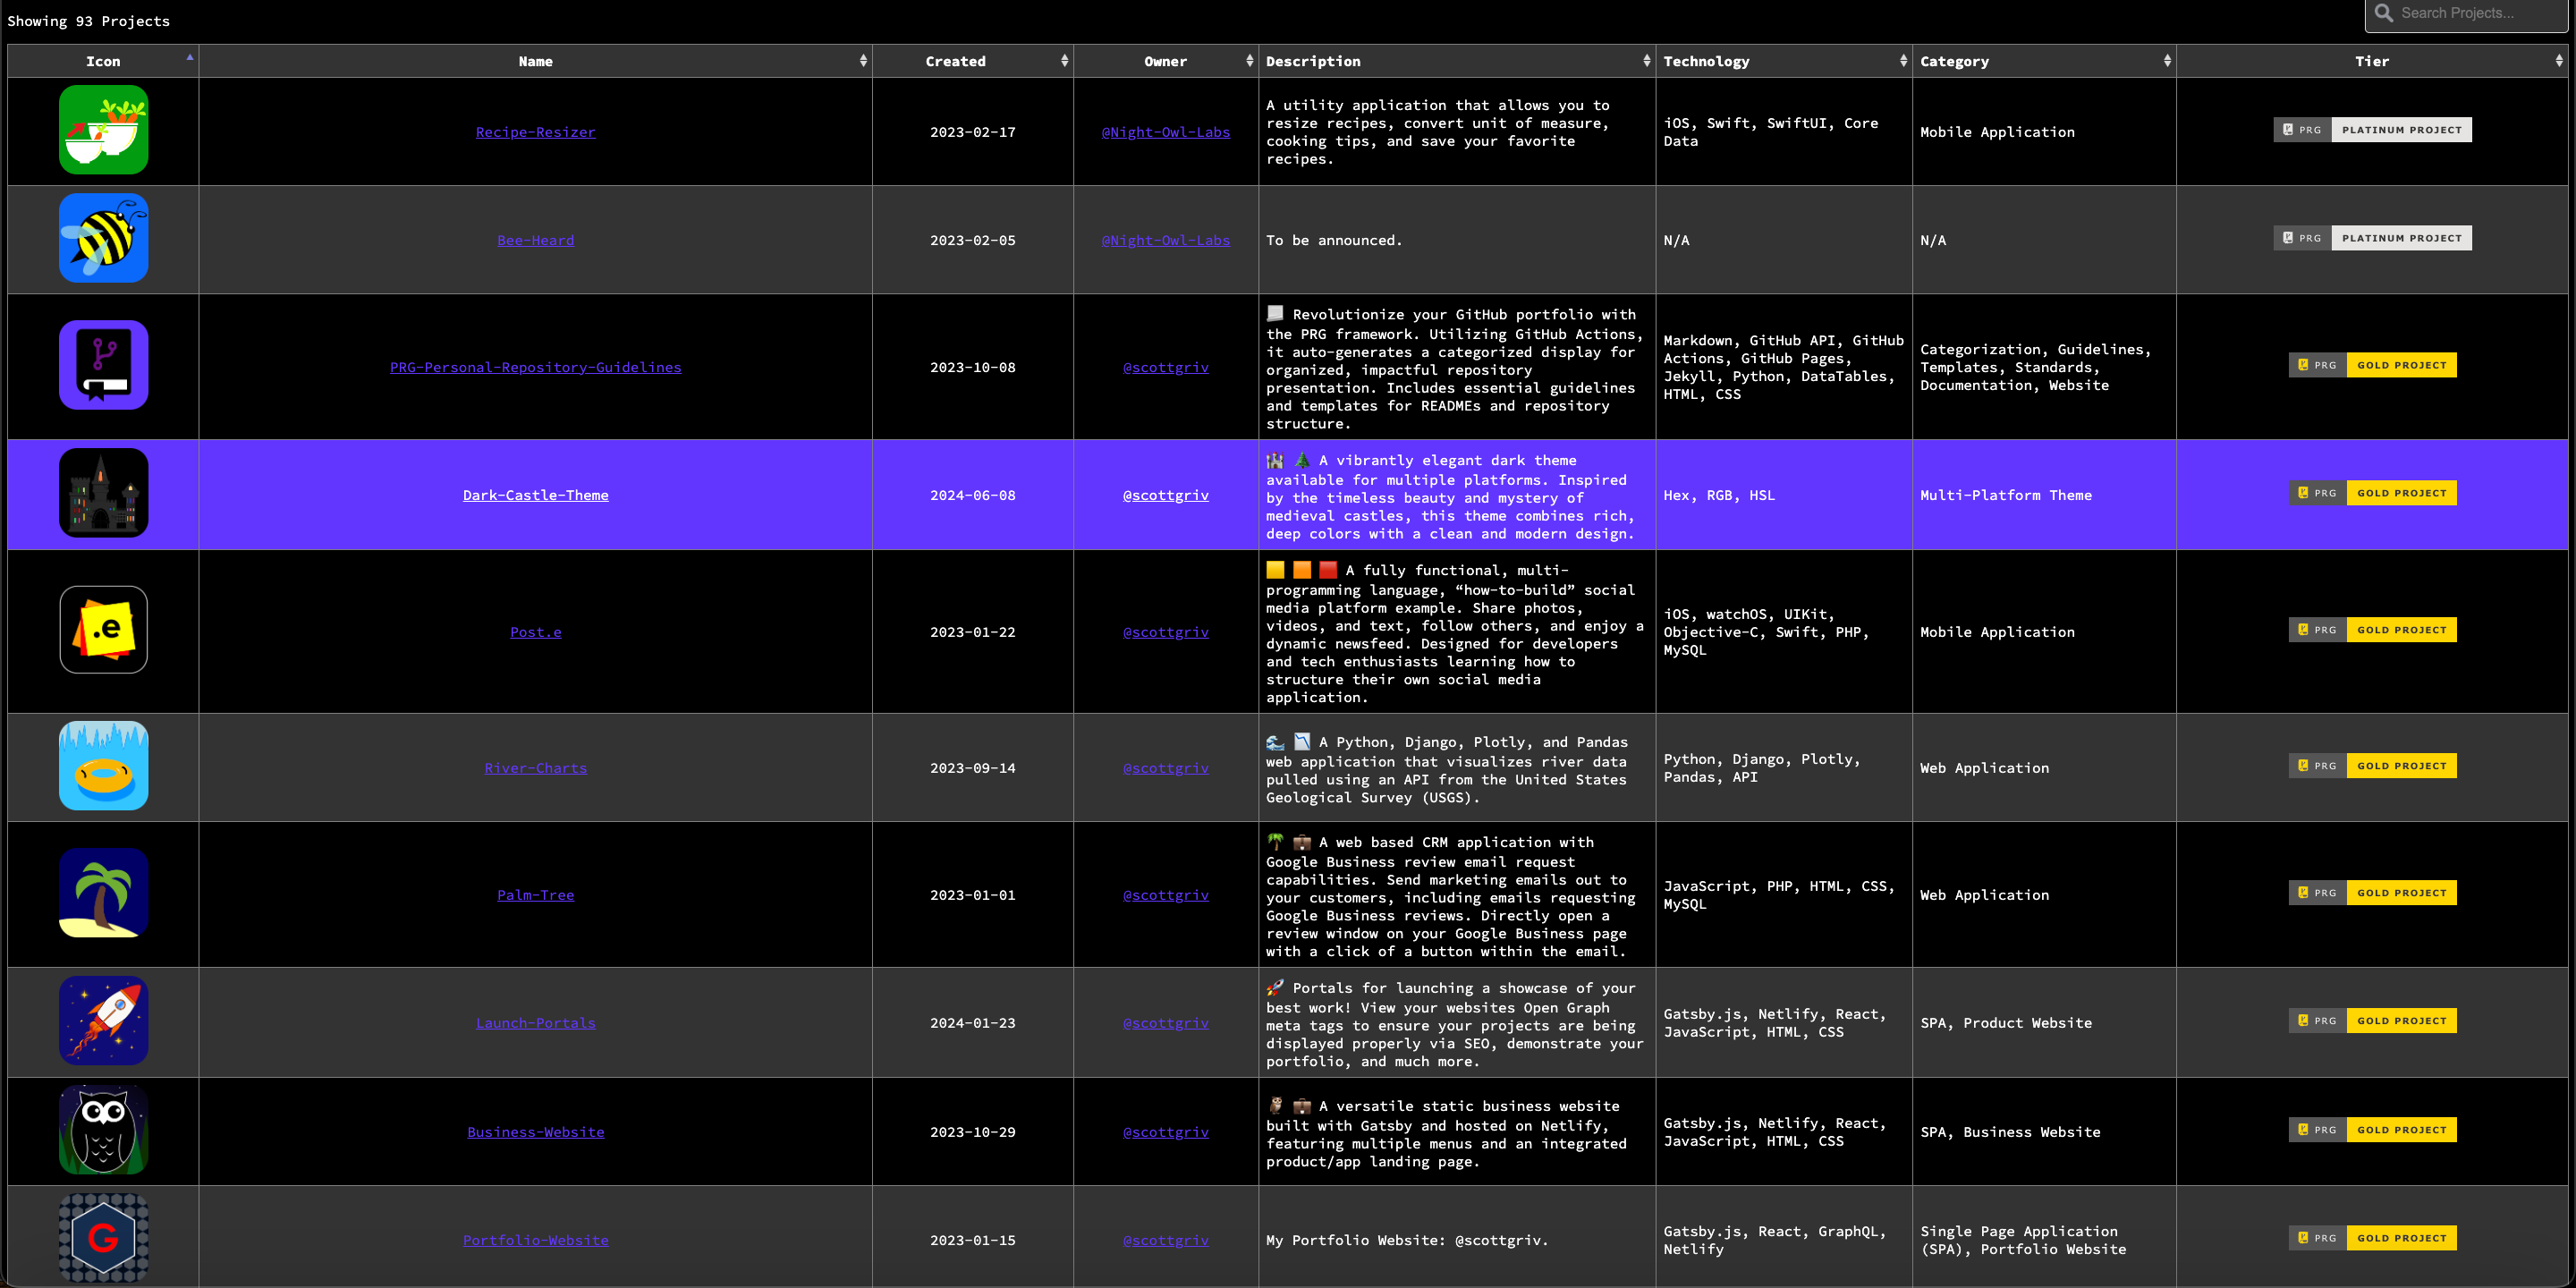 Showing 93 Projects
Search Projects...
Icon Name Created Owner Description Technology Category Tier
Recipe-Resizer
2023-02-17
@Night-Owl-Labs
A utility application that allows you to
resize recipes, convert unit of measure,
cooking tips, and save your favorite
recipes.
iOS, Swift, SwiftUI, Core
Data
Mobile Application
PRG PLATINUM PROJECT
Bee-Heard
2023-02-05
@Night-Owl-Labs
To be announced.
N/A
N/A
PRG PLATINUM PROJECT
PRG-Personal-Repository-Guidelines
2023-10-08
@scottgriv
Revolutionize your GitHub portfolio with
the PRG framework. Utilizing GitHub Actions,
it auto-generates a categorized display for
organized, impactful repository
presentation. Includes essential guidelines
and templates for READMEs and repository
structure.
Markdown, GitHub API, GitHub
Actions, GitHub Pages,
Jekyll, Python, DataTables,
HTML, CSS
Categorization, Guidelines,
Templates, Standards,
Documentation, Website
PRG GOLD PROJECT
Dark-Castle-Theme
2024-06-08
@scottgriv
A vibrantly elegant dark theme
available for multiple platforms. Inspired
by the timeless beauty and mystery of
medieval castles, this theme combines rich,
deep colors with a clean and modern design.
Hex, RGB, HSL
Multi-Platform Theme
PRG GOLD PROJECT
.e
Post.e
2023-01-22
@scottgriv
A fully functional, multi-
programming language, “how-to-build” social
media platform example. Share photos,
videos, and text, follow others, and enjoy a
dynamic newsfeed. Designed for developers
and tech enthusiasts learning how to
structure their own social media
application.
iOS, watchOS, UIKit,
Objective-C, Swift, PHP,
MySQL
Mobile Application
PRG GOLD PROJECT
River-Charts
2023-09-14
@scottgriv
A Python, Django, Plotly, and Pandas
web application that visualizes river data
pulled using an API from the United States
Geological Survey (USGS).
Python, Django, Plotly,
Pandas, API
Web Application
PRG GOLD PROJECT
Palm-Tree
2023-01-01
@scottgriv
A web based CRM application with
Google Business review email request
capabilities. Send marketing emails out to
your customers, including emails requesting
Google Business reviews. Directly open a
review window on your Google Business page
with a click of a button within the email.
JavaScript, PHP, HTML, CSS,
MySQL
Web Application
PRG GOLD PROJECT
Launch-Portals
2024-01-23
@scottgriv
Portals for launching a showcase of your
best work! View your websites Open Graph
meta tags to ensure your projects are being
displayed properly via SEO, demonstrate your
portfolio, and much more.
Gatsby.js, Netlify, React,
JavaScript, HTML, CSS
SPA, Product Website
PRG GOLD PROJECT
Business-Website
2023-10-29
@scottgriv
A versatile static business website
built with Gatsby and hosted on Netlify,
featuring multiple menus and an integrated
product/app landing page.
Gatsby.js, Netlify, React,
JavaScript, HTML, CSS
SPA, Business Website
PRG GOLD PROJECT
G
Portfolio-Website
2023-01-15
@scottgriv
My Portfolio Website: @scottgriv.
Gatsby.js, React, GraphQL,
Netlify
Single Page Application
(SPA), Portfolio Website
PRG GOLD PROJECT